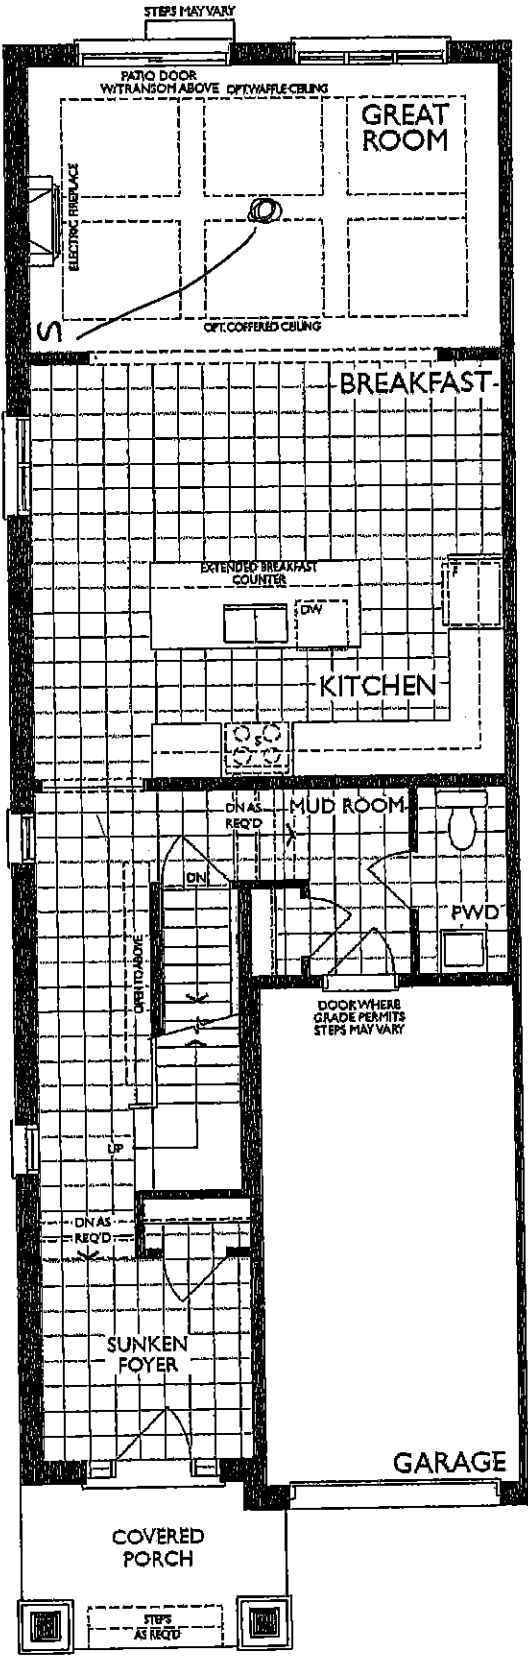 STEPS MAY VARY
PATIO DOOR
W/TRANSOM ABOVE OPT. WAFFLE CEILING
GREAT
ROOM
ELECTRIC FIREPLACE
S
OPT. COFFERED CEILING
BREAKFAST
EXTENDED BREAKFAST
COUNTER
F
DW
KITCHEN
S
DN AS
REQ'D
MUD ROOM
DN
PWD
OPEN TO ABOVE
DOOR WHERE
GRADE PERMITS
STEPS MAY VARY
UP
DN AS
REQ'D
SUNKEN
FOYER
GARAGE
COVERED
PORCH
STEPS
AS REQ'D